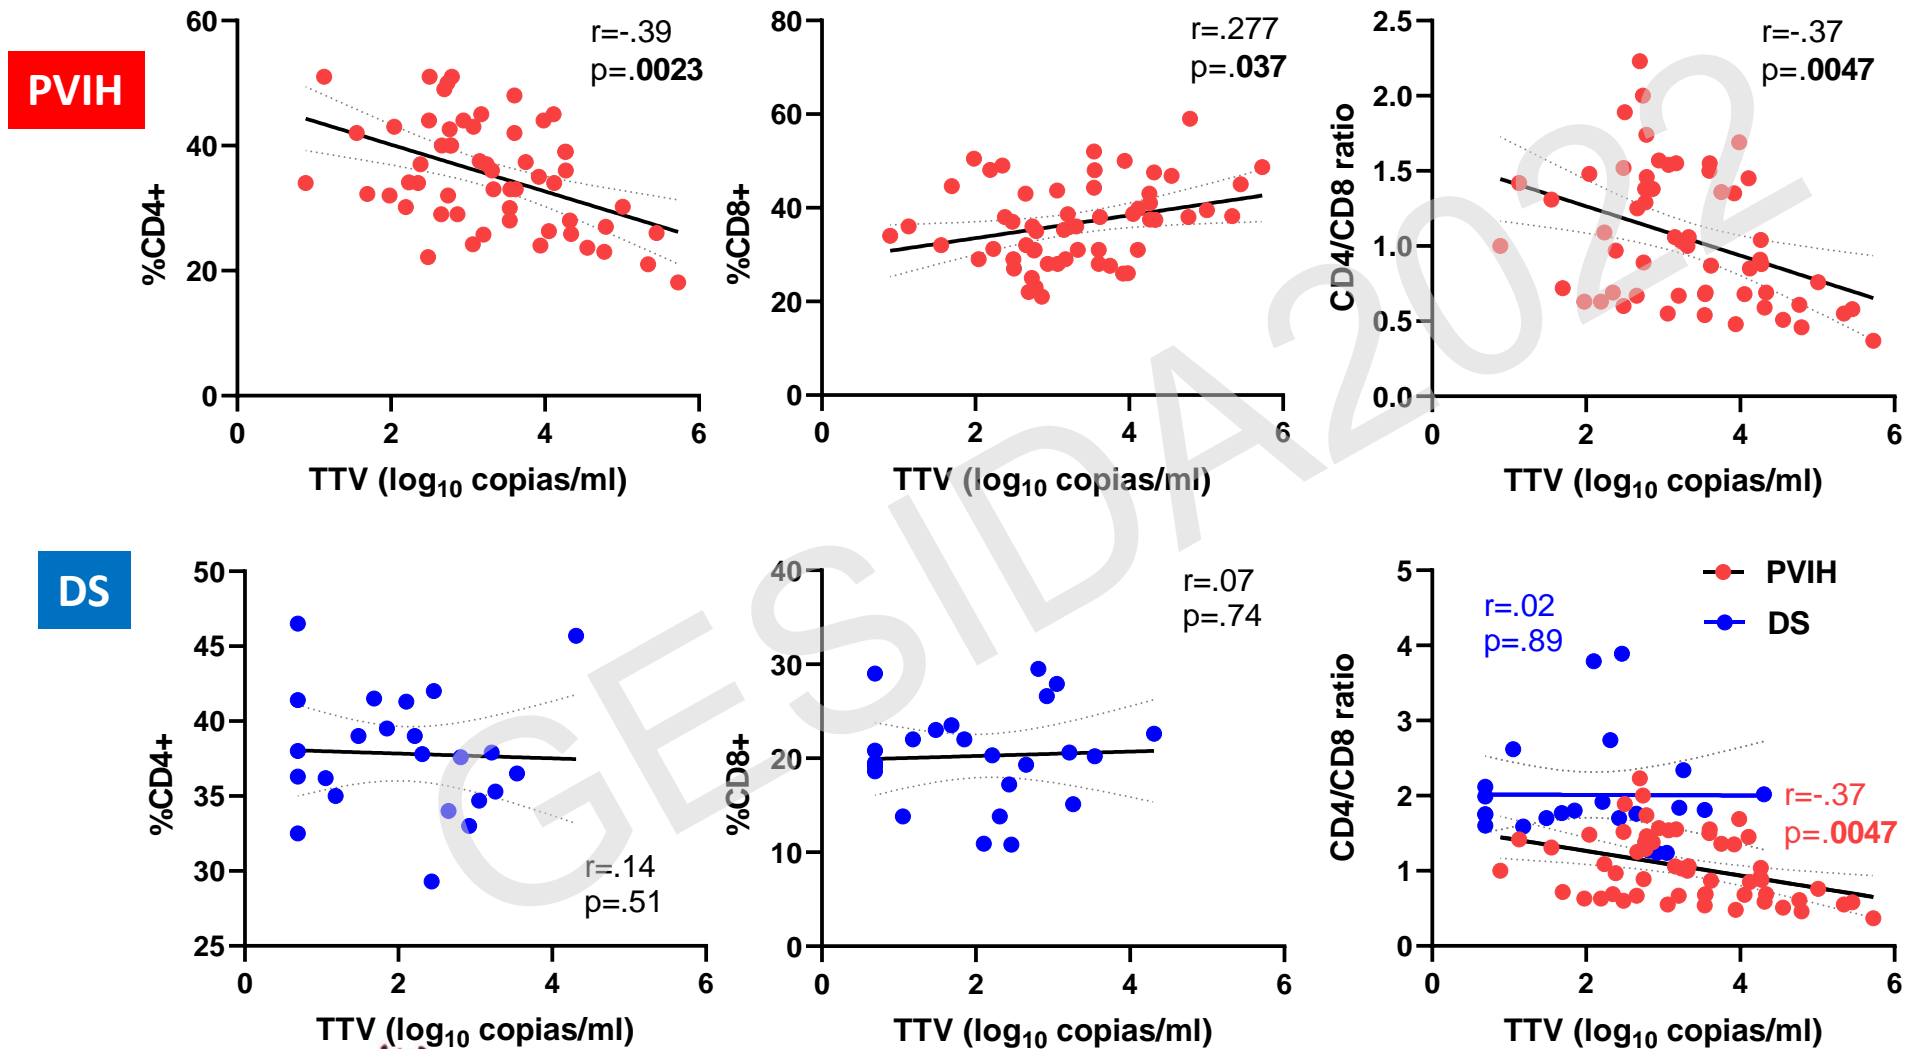 PVIH
60
40
20
0
%CD4+
r=-.39
p=.0023
0 2 4 6
TTV (log10 copias/ml)
80
60
40
20
0
%CD8+
r=.277
p=.037
0 2 4 6
TTV (log10 copias/ml)
2.5
2.0
1.5
1.0
0.5
0.0
CD4/CD8 ratio
r=-.37
p=.0047
0 2 4 6
TTV (log10 copias/ml)
DS
50
45
40
35
30
25
%CD4+
r=.14
p=.51
0 2 4 6
TTV (log10 copias/ml)
40
30
20
10
0
%CD8+
r=.07
p=.74
0 2 4 6
TTV (log10 copias/ml)
5
4
3
2
1
0
CD4/CD8 ratio
r=.02
p=.89
PVIH
DS
r=-.37
p=.0047
0 2 4 6
TTV (log10 copias/ml)
GESIDA2022